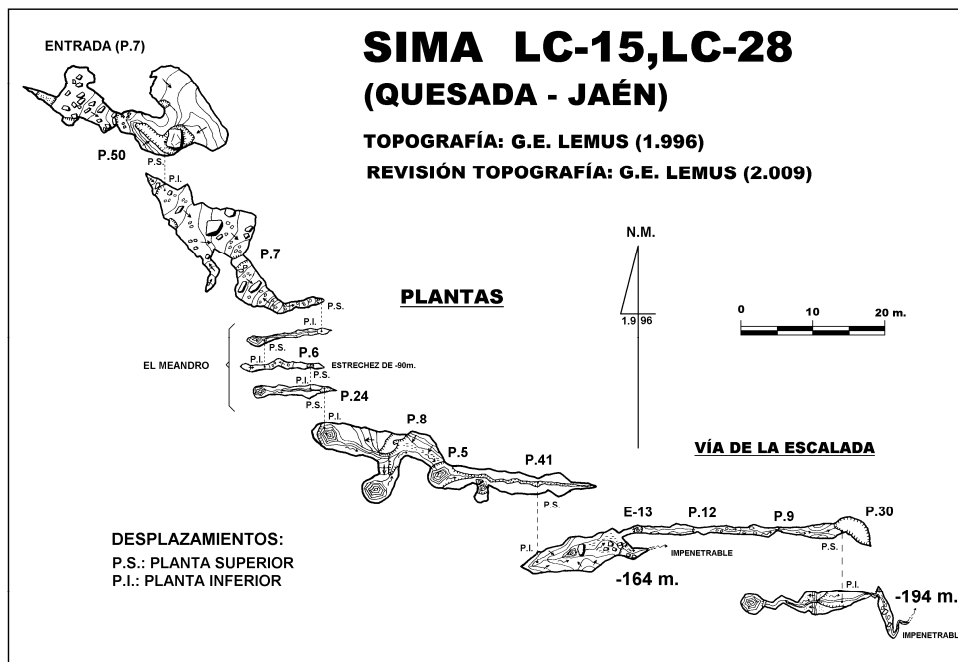 SIMA LC-15,LC-28
(QUESADA - JAÉN)
TOPOGRAFÍA: G.E. LEMUS (1.996)
REVISIÓN TOPOGRAFÍA: G.E. LEMUS (2.009)
ENTRADA (P.7)
P.50
P.S.
P.I.
P.7
P.S.
N.M.
1.9 96
PLANTAS
0 10 20 m.
EL MEANDRO
P.I.
P.S.
P.I.
P.6
ESTRECHEZ DE -90m.
P.S.
P.I.
P.24
P.S.
P.I.
P.8
P.5
P.41
P.S.
VÍA DE LA ESCALADA
E-13
P.12
P.9
P.30
P.I.
IMPENETRABLE
P.S.
-164 m.
P.I.
-194 m.
IMPENETRABL
DESPLAZAMIENTOS:
P.S.: PLANTA SUPERIOR
P.I.: PLANTA INFERIOR